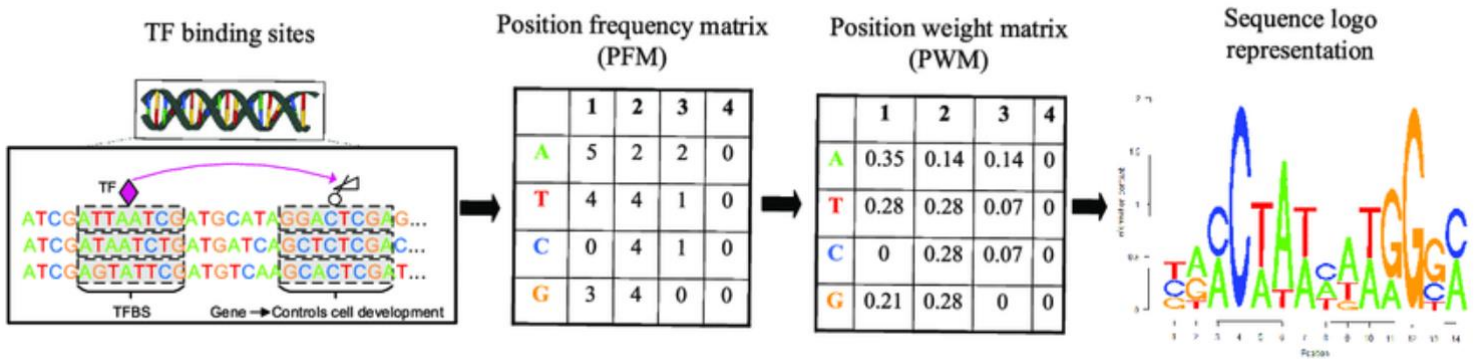 TF binding sites
Position frequency matrix
(PFM)
Position weight matrix
(PWM)
Sequence logo
representation
TF
ATCGATTAATCGATGCATAGGACTCGAG...
ATCGATAATCTGATGATCAGCTCTCGAC...
ATCGAGTATTCGATGTCAAGCACTCGAT...
TFBS
Gene → Controls cell development
1 2 3 4
A 5 2 2 0
T 4 4 1 0
C 0 4 1 0
G 3 4 0 0
1 2 3 4
A 0.35 0.14 0.14 0
T 0.28 0.28 0.07 0
C 0 0.28 0.07 0
G 0.21 0.28 0 0
1
0
Position